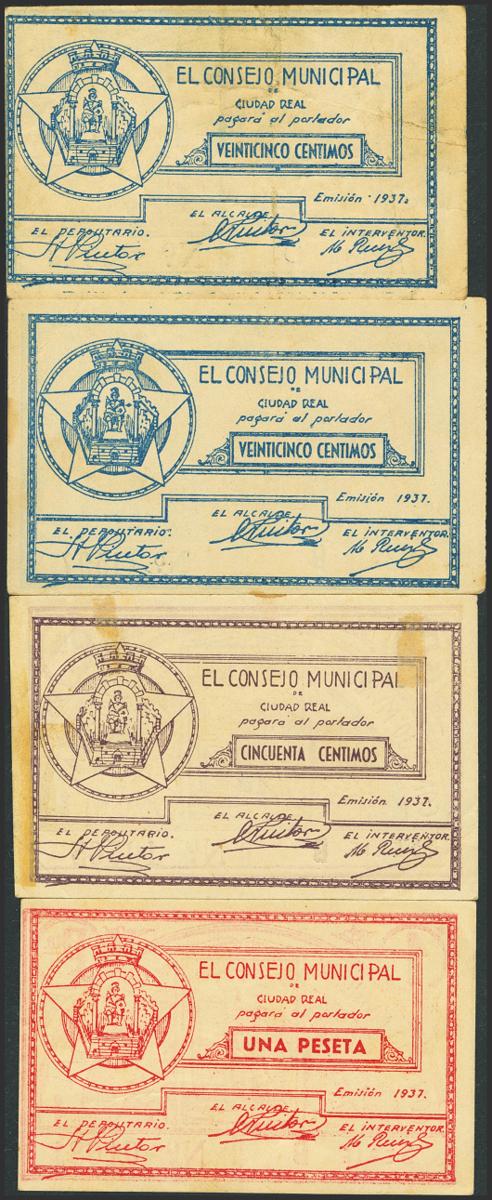 EL CONSEJO MUNICIPAL
DE
CIUDAD REAL
pagará al portador
VEINTICINCO CENTIMOS
Emisión 1937.
EL DEPOSITARIO. EL ALCALDE EL INTERVENTOR.
EL CONSEJO MUNICIPAL
DE
CIUDAD REAL
pagará al portador
VEINTICINCO CENTIMOS
Emisión 1937.
EL DEPOSITARIO. EL ALCALDE EL INTERVENTOR.
EL CONSEJO MUNICIPAL
DE
CIUDAD REAL
pagará al portador
CINCUENTA CENTIMOS
Emisión 1937.
EL DEPOSITARIO. EL ALCALDE EL INTERVENTOR.
EL CONSEJO MUNICIPAL
DE
CIUDAD REAL
pagará al portador
UNA PESETA
Emisión 1937.
EL DEPOSITARIO. EL ALCALDE EL INTERVENTOR.